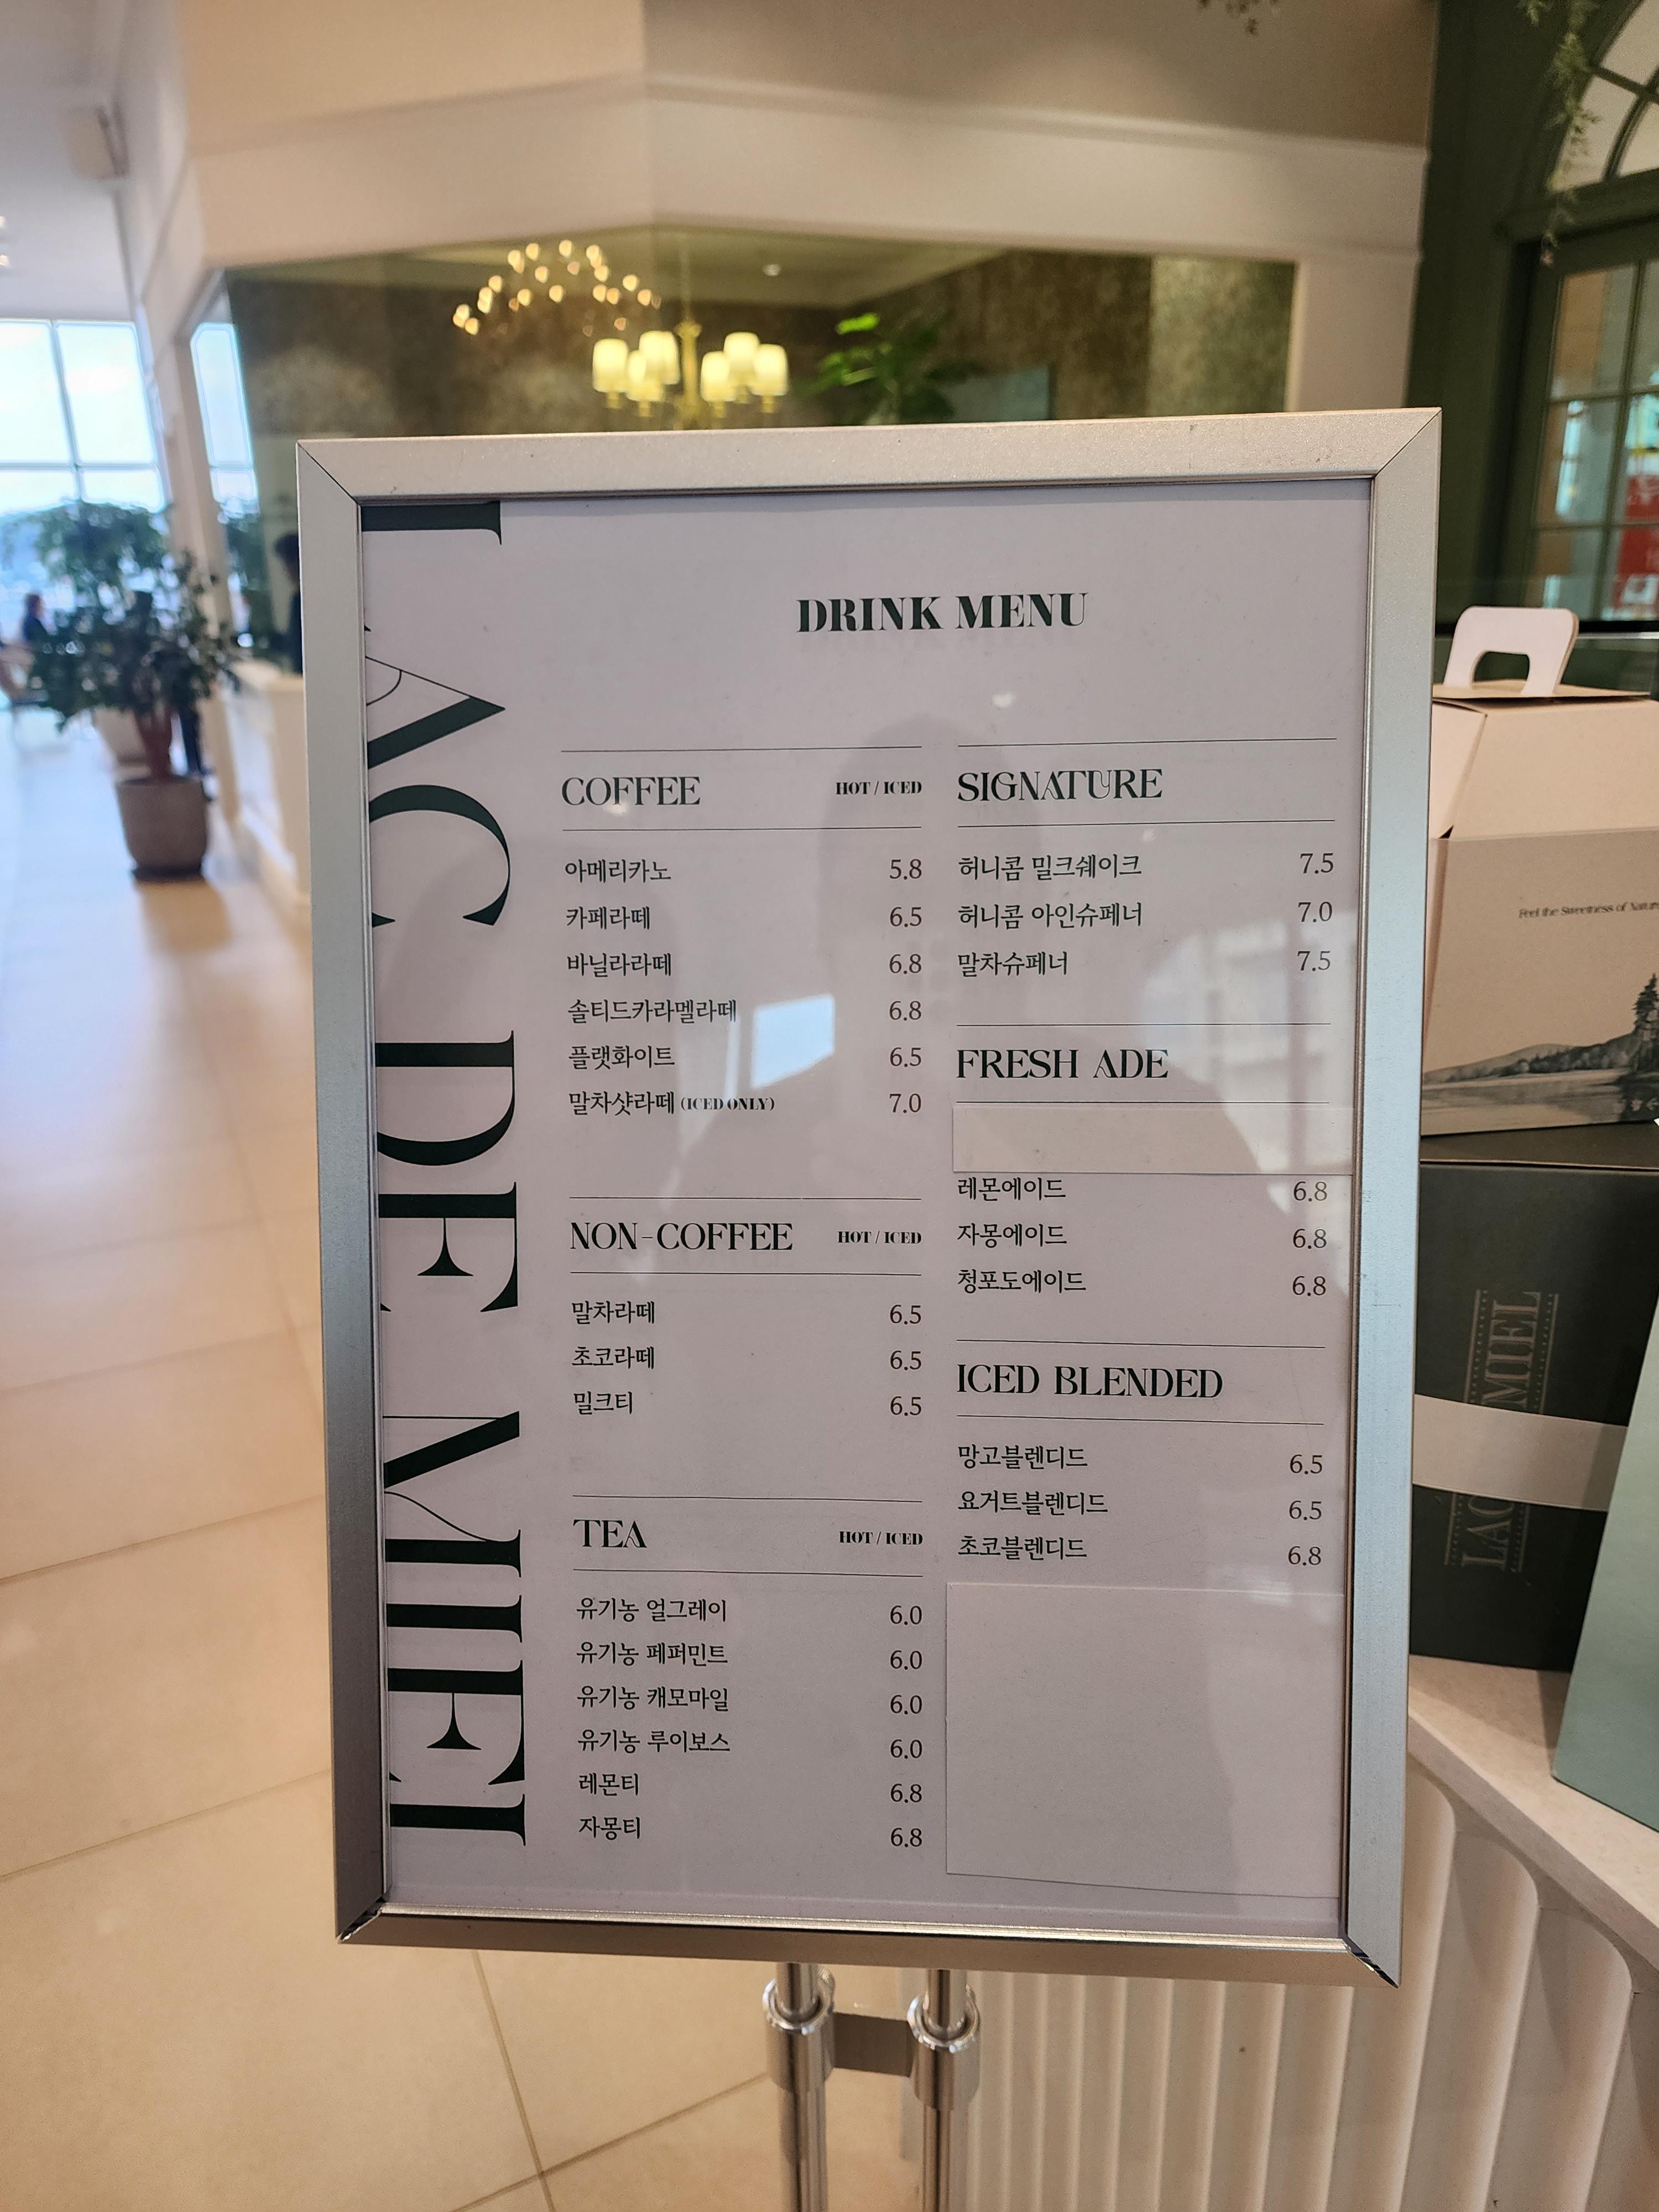 LAC DE MIEL
DRINK MENU
COFFEE HOT / ICED
아메리카노 5.8
카페라떼 6.5
바닐라라떼 6.8
솔티드카라멜라떼 6.8
플랫화이트 6.5
말차샷라떼 (ICED ONLY) 7.0
NON-COFFEE HOT / ICED
말차라떼 6.5
초코라떼 6.5
밀크티 6.5
TEA HOT / ICED
유기농 얼그레이 6.0
유기농 페퍼민트 6.0
유기농 캐모마일 6.0
유기농 루이보스 6.0
레몬티 6.8
자몽티 6.8
SIGNATURE
허니콤 밀크쉐이크 7.5
허니콤 아인슈페너 7.0
말차슈페너 7.5
FRESH ADE
레몬에이드 6.8
자몽에이드 6.8
청포도에이드 6.8
ICED BLENDED
망고블렌디드 6.5
요거트블렌디드 6.5
초코블렌디드 6.8
Feel the Sweetness of Nature
LAC MIEL